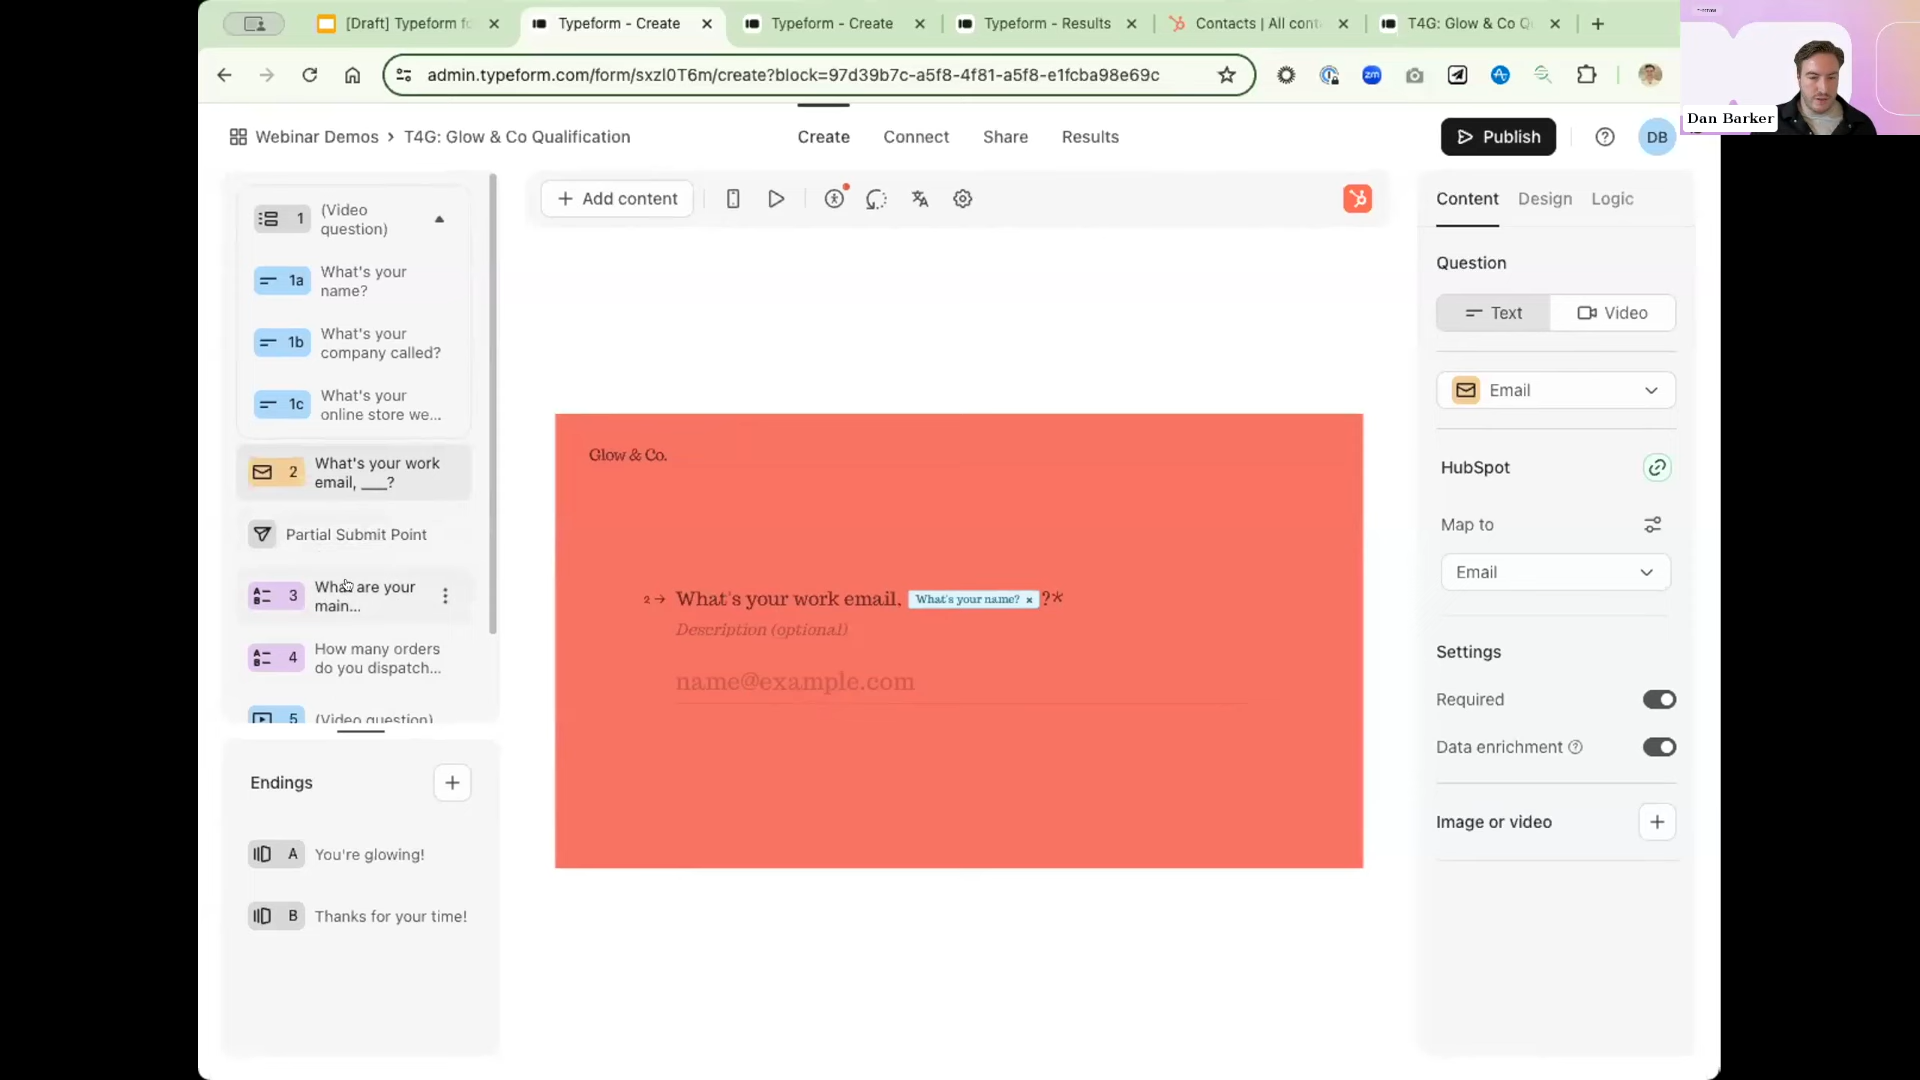 [Draft] Typeform fo
Typeform - Create
Typeform - Create
Typeform - Results
Contacts | All cont
T4G: Glow & Co Q
admin.typeform.com/form/sxzl0T6m/create?block=97d39b7c-a5f8-4f81-a5f8-e1fcba98e69c
zm
Dan Barker
Webinar Demos
T4G: Glow & Co Qualification
Create
Connect
Share
Results
Publish
DB
1
(Video
question)
1a
What's your
name?
1b
What's your
company called?
1c
What's your
online store we...
2
What's your work
email, ___?
Partial Submit Point
3
What are your
main...
4
How many orders
do you dispatch...
5
(Video question)
Endings
A
You're glowing!
B
Thanks for your time!
Add content
Glow & Co.
2
What's your work email, What's your name? × ?*
Description (optional)
name@example.com
Content
Design
Logic
Question
Text
Video
Email
HubSpot
Map to
Email
Settings
Required
Data enrichment
Image or video